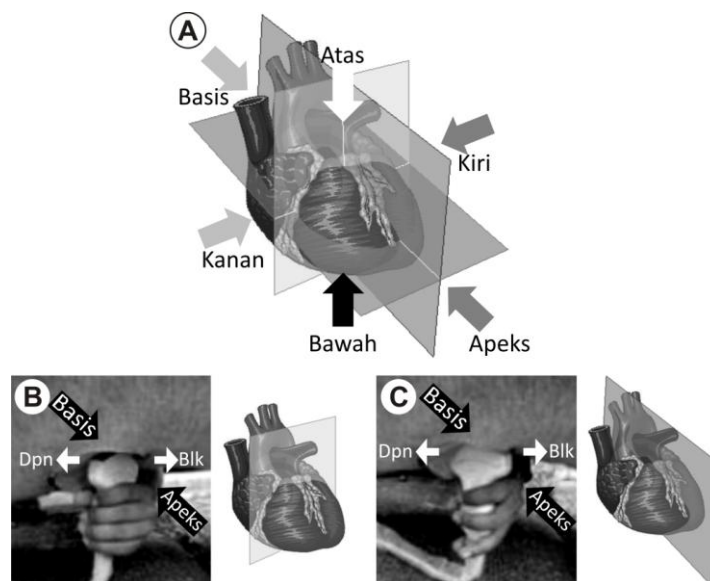 A
Atas
Basis
Kiri
Kanan
Bawah
Apeks
B
Basis
Dpn
Blk
Apeks
C
Basis
Dpn
Blk
Apeks